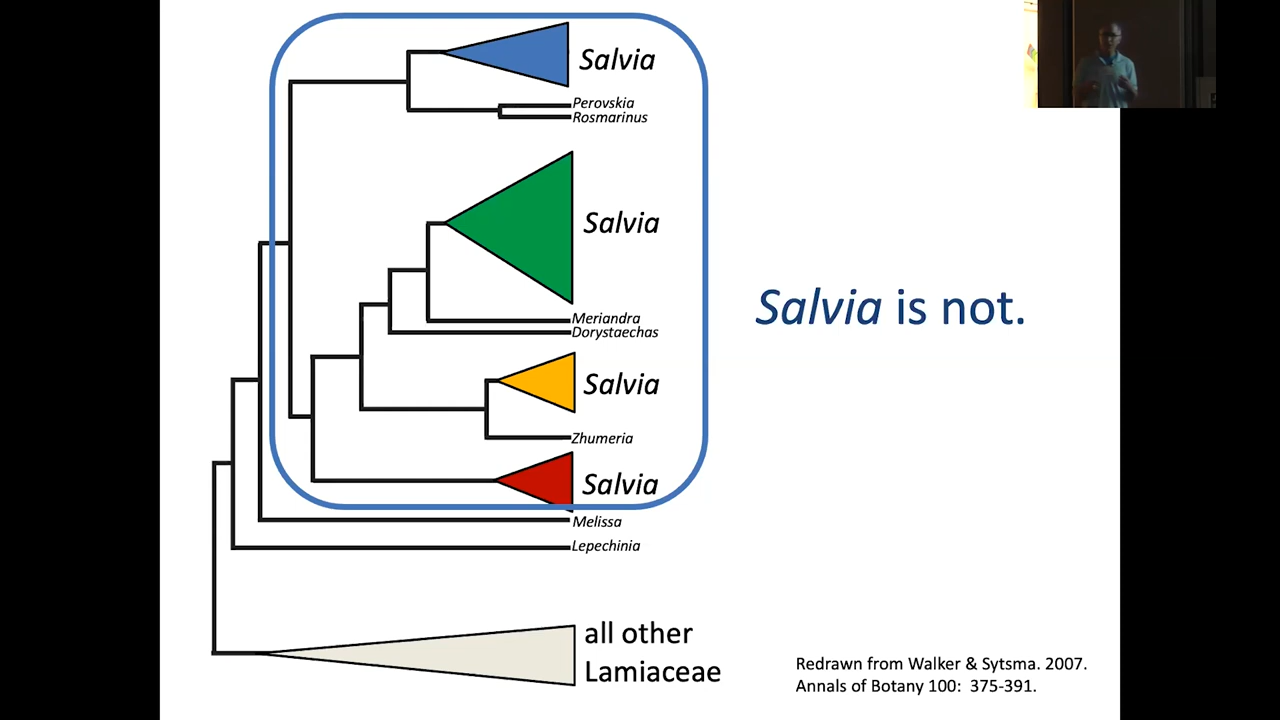 Salvia
Perovskia
Rosmarinus
Salvia
Meriandra
Dorystaechas
Salvia
Zhumeria
Salvia
Melissa
Lepechinia
all other
Lamiaceae
Salvia is not.
Redrawn from Walker & Sytsma. 2007.
Annals of Botany 100: 375-391.